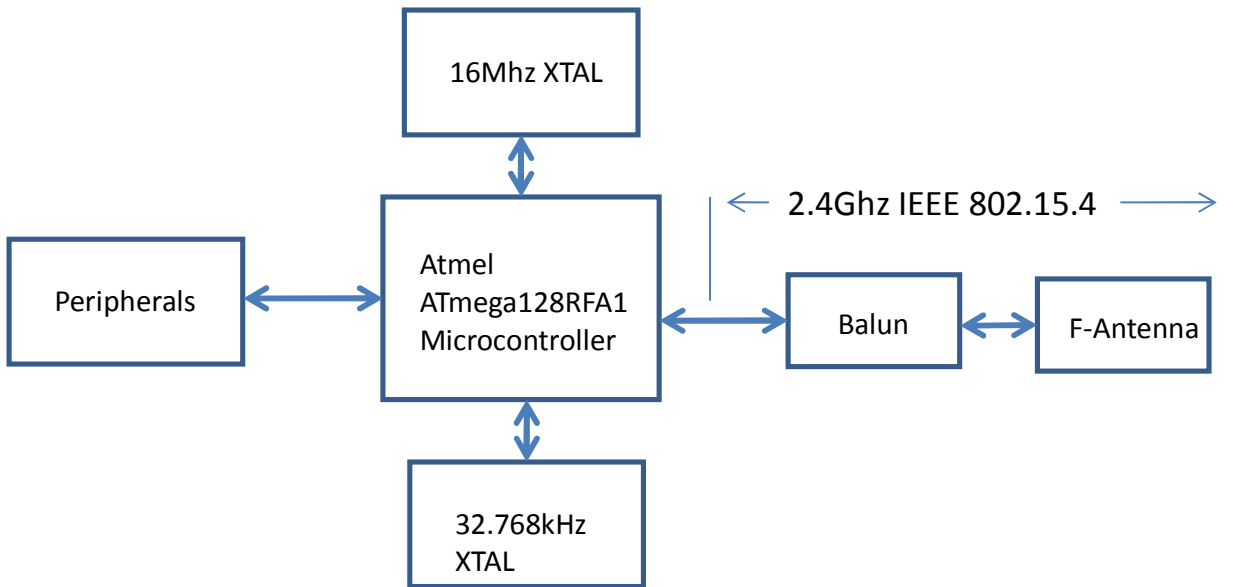 16Mhz XTAL
2.4Ghz IEEE 802.15.4
Atmel
ATmega128RFA1
Microcontroller
Peripherals
Balun
F-Antenna
32.768kHz
XTAL